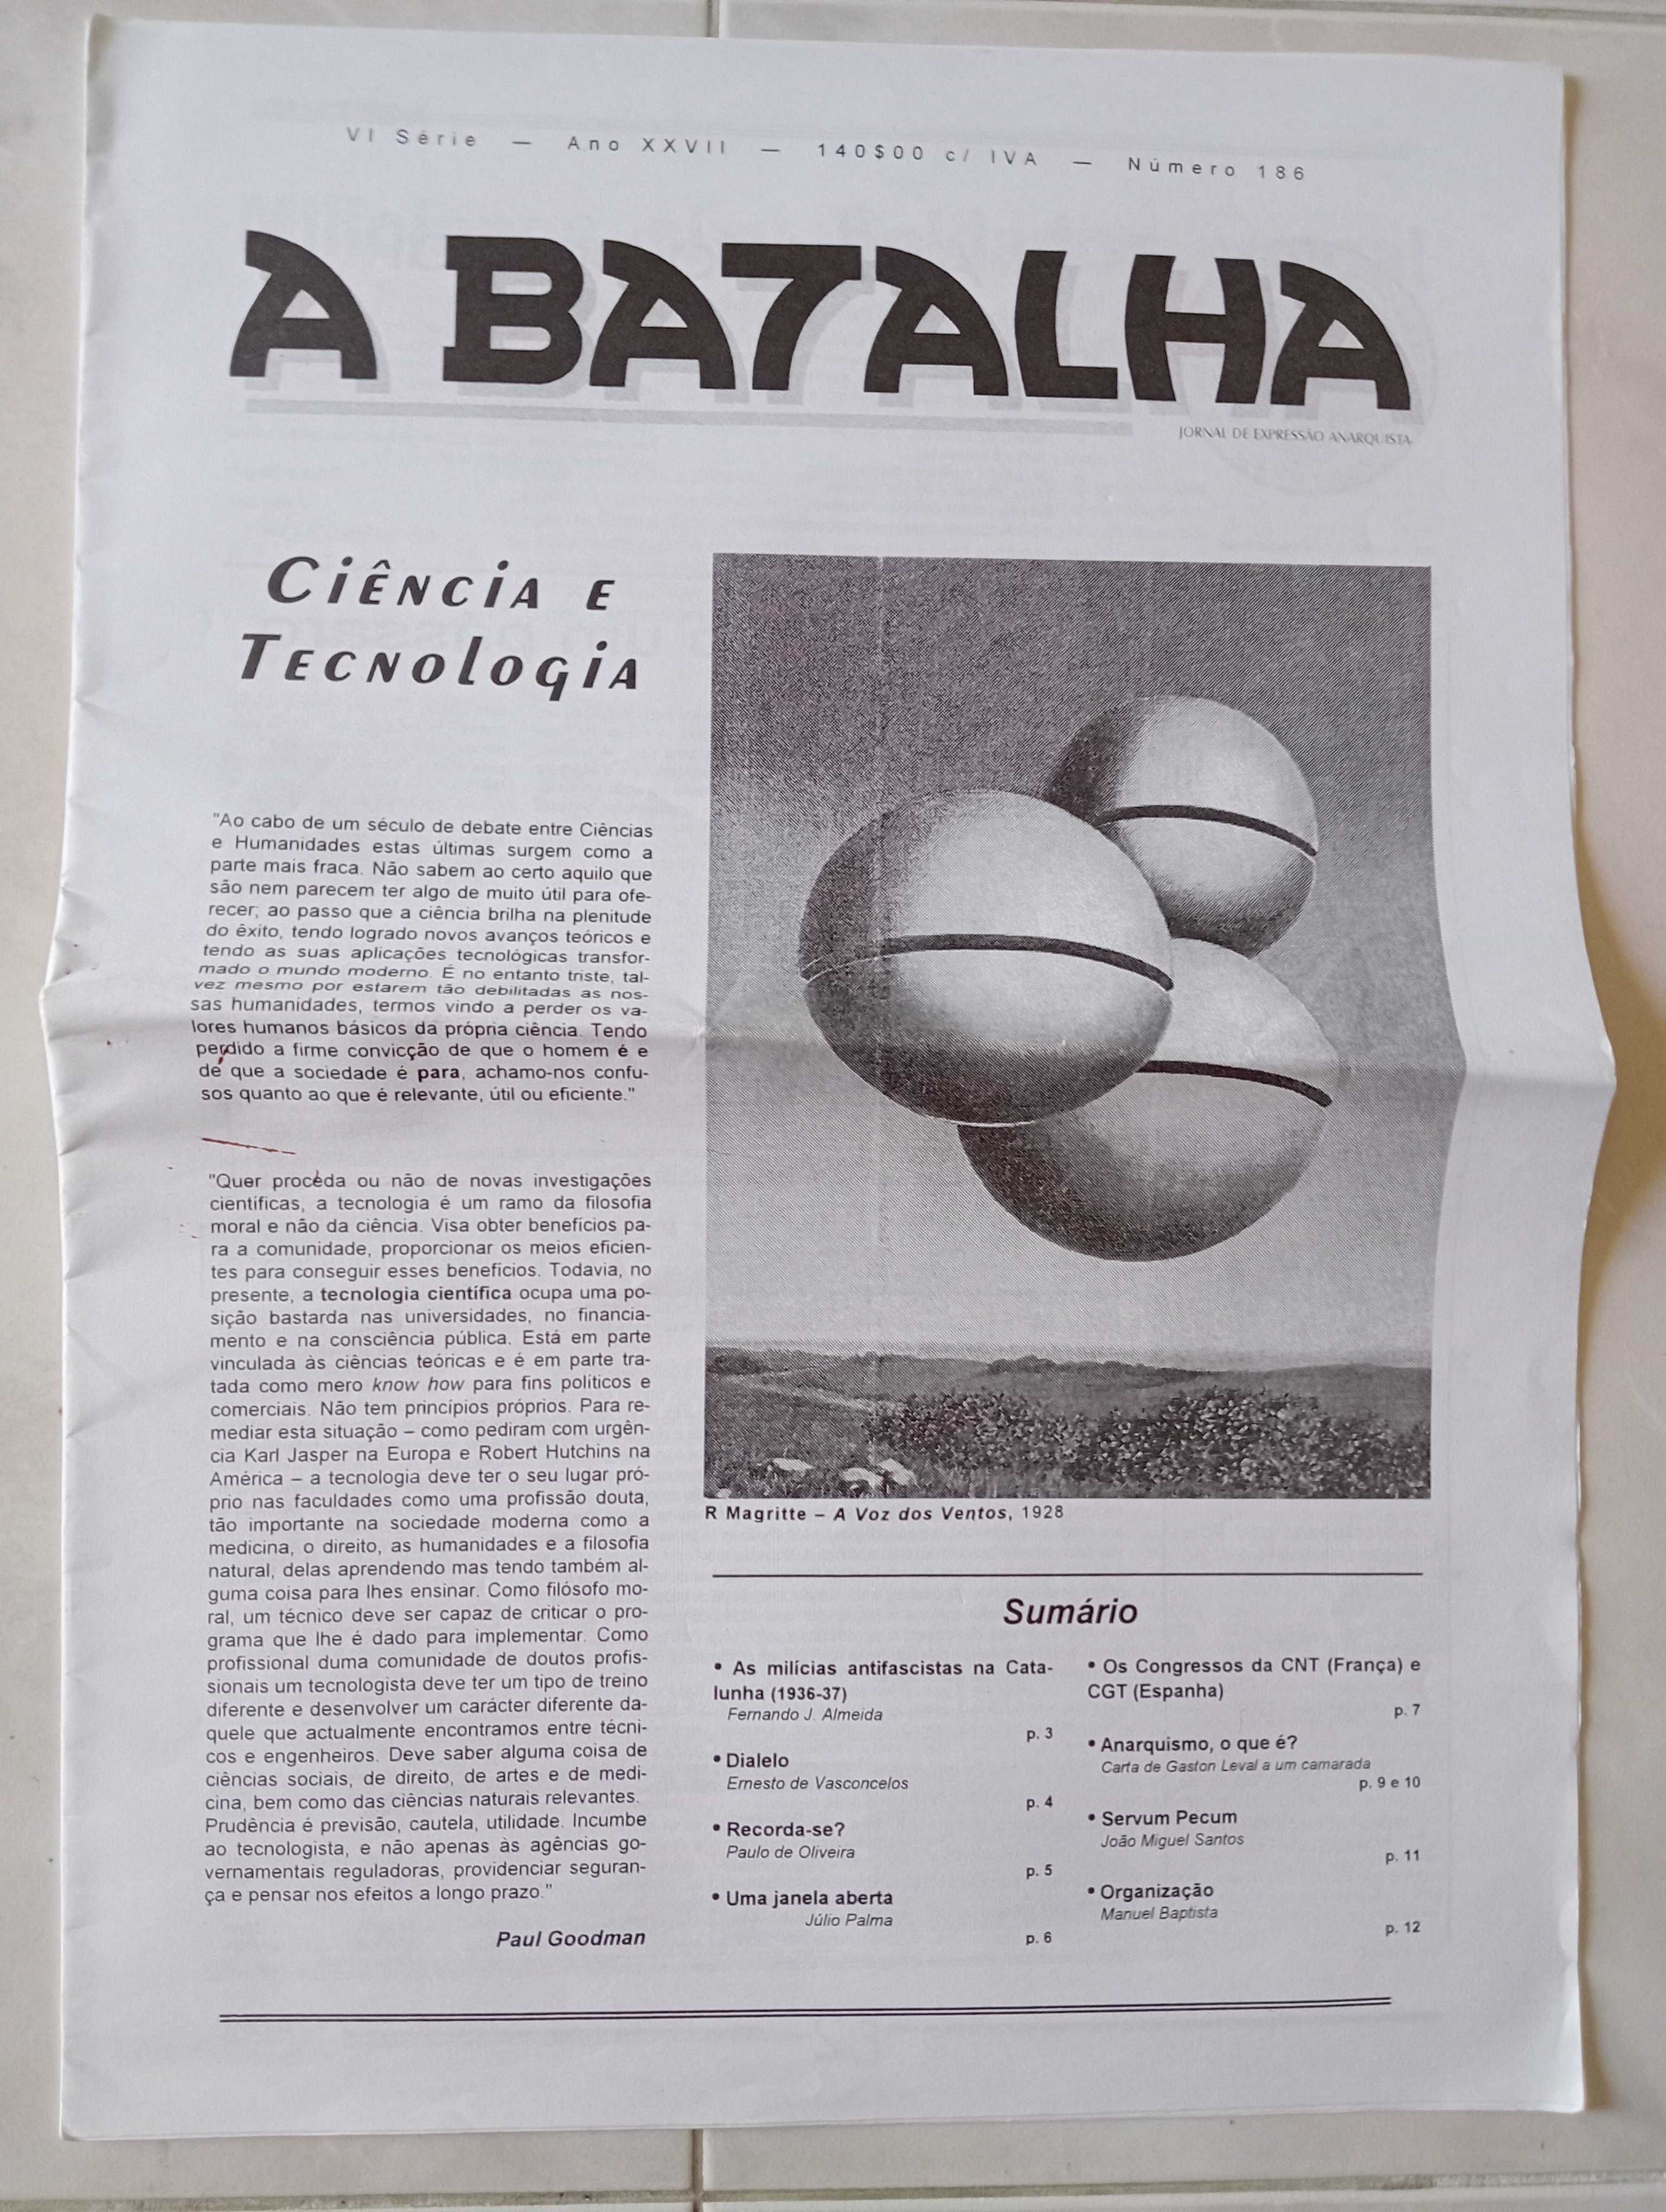 VI Série — Ano XXVII — 140$00 c/ IVA — Número 186
A BATALHA
JORNAL DE EXPRESSÃO ANARQUISTA
Ciência e
Tecnologia
"Ao cabo de um século de debate entre Ciências
e Humanidades estas últimas surgem como a
parte mais fraca. Não sabem ao certo aquilo que
são nem parecem ter algo de muito útil para ofe-
recer; ao passo que a ciência brilha na plenitude
do êxito, tendo logrado novos avanços teóricos e
tendo as suas aplicações tecnológicas transfor-
mado o mundo moderno. É no entanto triste, tal-
vez mesmo por estarem tão debilitadas as nos-
sas humanidades, termos vindo a perder os va-
lores humanos básicos da própria ciência. Tendo
perdido a firme convicção de que o homem é e
de que a sociedade é para, achamo-nos confu-
sos quanto ao que é relevante, útil ou eficiente."
"Quer proceda ou não de novas investigações
científicas, a tecnologia é um ramo da filosofia
moral e não da ciência. Visa obter benefícios pa-
ra a comunidade, proporcionar os meios eficien-
tes para conseguir esses benefícios. Todavia, no
presente, a tecnologia científica ocupa uma po-
sição bastarda nas universidades, no financia-
mento e na consciência pública. Está em parte
vinculada às ciências teóricas e é em parte tra-
tada como mero know how para fins políticos e
comerciais. Não tem princípios próprios. Para re-
mediar esta situação – como pediram com urgên-
cia Karl Jasper na Europa e Robert Hutchins na
América – a tecnologia deve ter o seu lugar pró-
prio nas faculdades como uma profissão douta,
tão importante na sociedade moderna como a
medicina, o direito, as humanidades e a filosofia
natural, delas aprendendo mas tendo também al-
guma coisa para lhes ensinar. Como filósofo mo-
ral, um técnico deve ser capaz de criticar o pro-
grama que lhe é dado para implementar. Como
profissional duma comunidade de doutos profis-
sionais um tecnologista deve ter um tipo de treino
diferente e desenvolver um carácter diferente da-
quele que actualmente encontramos entre técni-
cos e engenheiros. Deve saber alguma coisa de
ciências sociais, de direito, de artes e de medi-
cina, bem como das ciências naturais relevantes.
Prudência é previsão, cautela, utilidade. Incumbe
ao tecnologista, e não apenas às agências go-
vernamentais reguladoras, providenciar seguran-
ça e pensar nos efeitos a longo prazo."
Paul Goodman
R Magritte – A Voz dos Ventos, 1928
Sumário
• As milícias antifascistas na Cata-
lunha (1936-37)
Fernando J. Almeida
p. 3
• Dialelo
Ernesto de Vasconcelos
p. 4
• Recorda-se?
Paulo de Oliveira
p. 5
• Uma janela aberta
Júlio Palma
p. 6
• Os Congressos da CNT (França) e
CGT (Espanha)
p. 7
• Anarquismo, o que é?
Carta de Gaston Leval a um camarada
p. 9 e 10
• Servum Pecum
João Miguel Santos
p. 11
• Organização
Manuel Baptista
p. 12